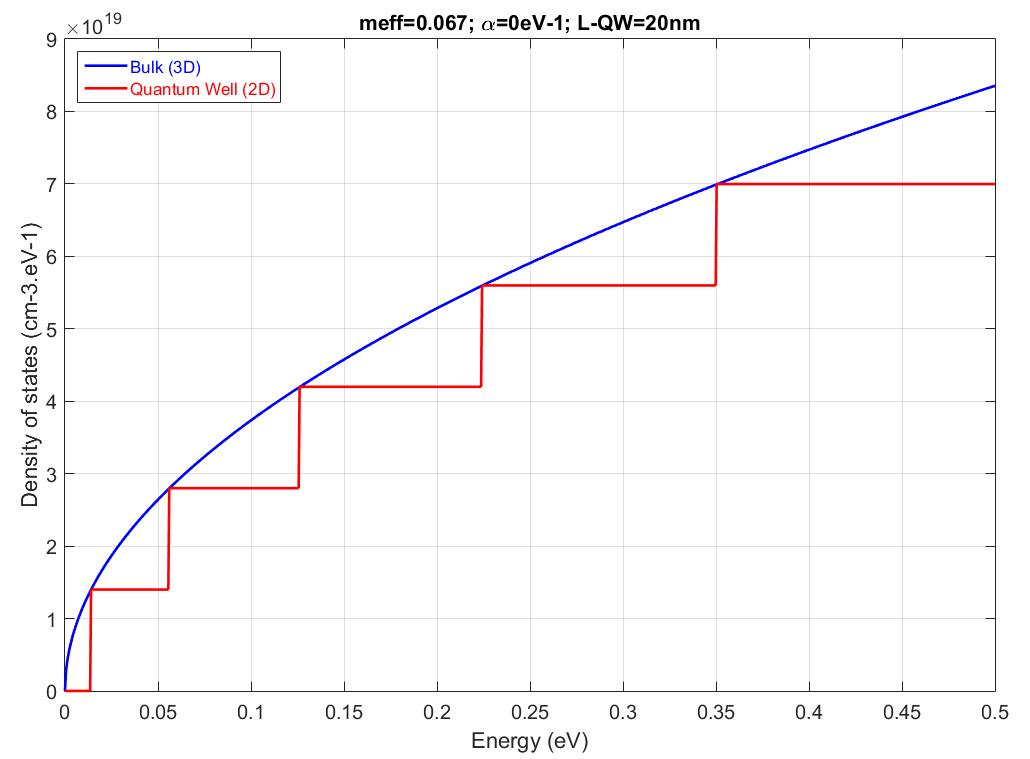 meff=0.067; α=0eV-1; L-QW=20nm
×10^19
Bulk (3D)
Quantum Well (2D)
Density of states (cm-3.eV-1)
9
8
7
6
5
4
3
2
1
0
0 0.05 0.1 0.15 0.2 0.25 0.3 0.35 0.4 0.45 0.5
Energy (eV)